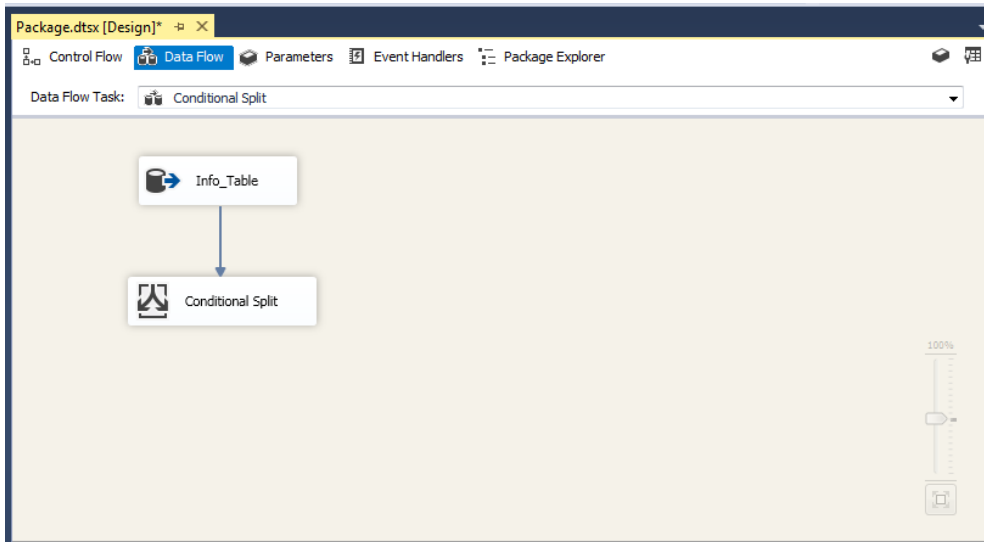 Package.dtsx [Design]*
Control Flow Data Flow Parameters Event Handlers Package Explorer
Data Flow Task: Conditional Split
Info_Table
Conditional Split
100%